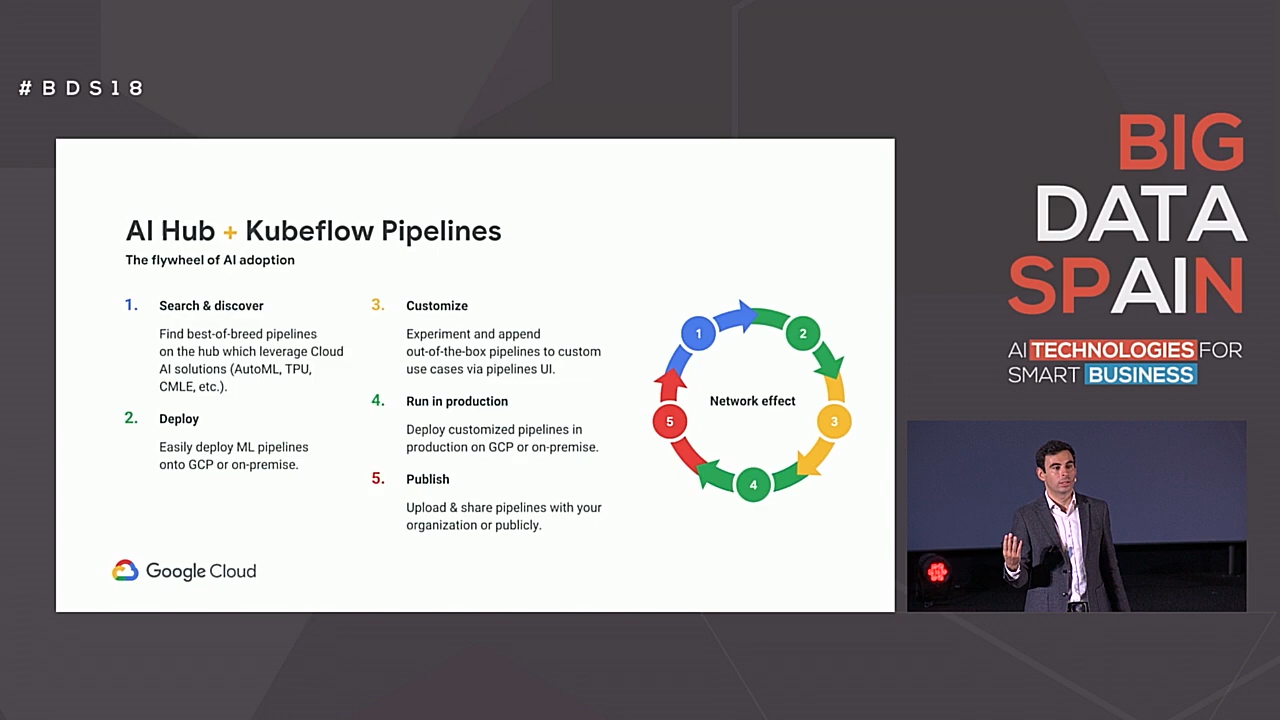 #BDS18
AI Hub + Kubeflow Pipelines
The flywheel of AI adoption
1. Search & discover
Find best-of-breed pipelines
on the hub which leverage Cloud
AI solutions (AutoML, TPU,
CMLE, etc.).
2. Deploy
Easily deploy ML pipelines
onto GCP or on-premise.
3. Customize
Experiment and append
out-of-the-box pipelines to custom
use cases via pipelines UI.
4. Run in production
Deploy customized pipelines in
production on GCP or on-premise.
5. Publish
Upload & share pipelines with your
organization or publicly.
1
2
3
4
5
Network effect
Google Cloud
BIG
DATA
SPAIN
AI TECHNOLOGIES FOR
SMART BUSINESS